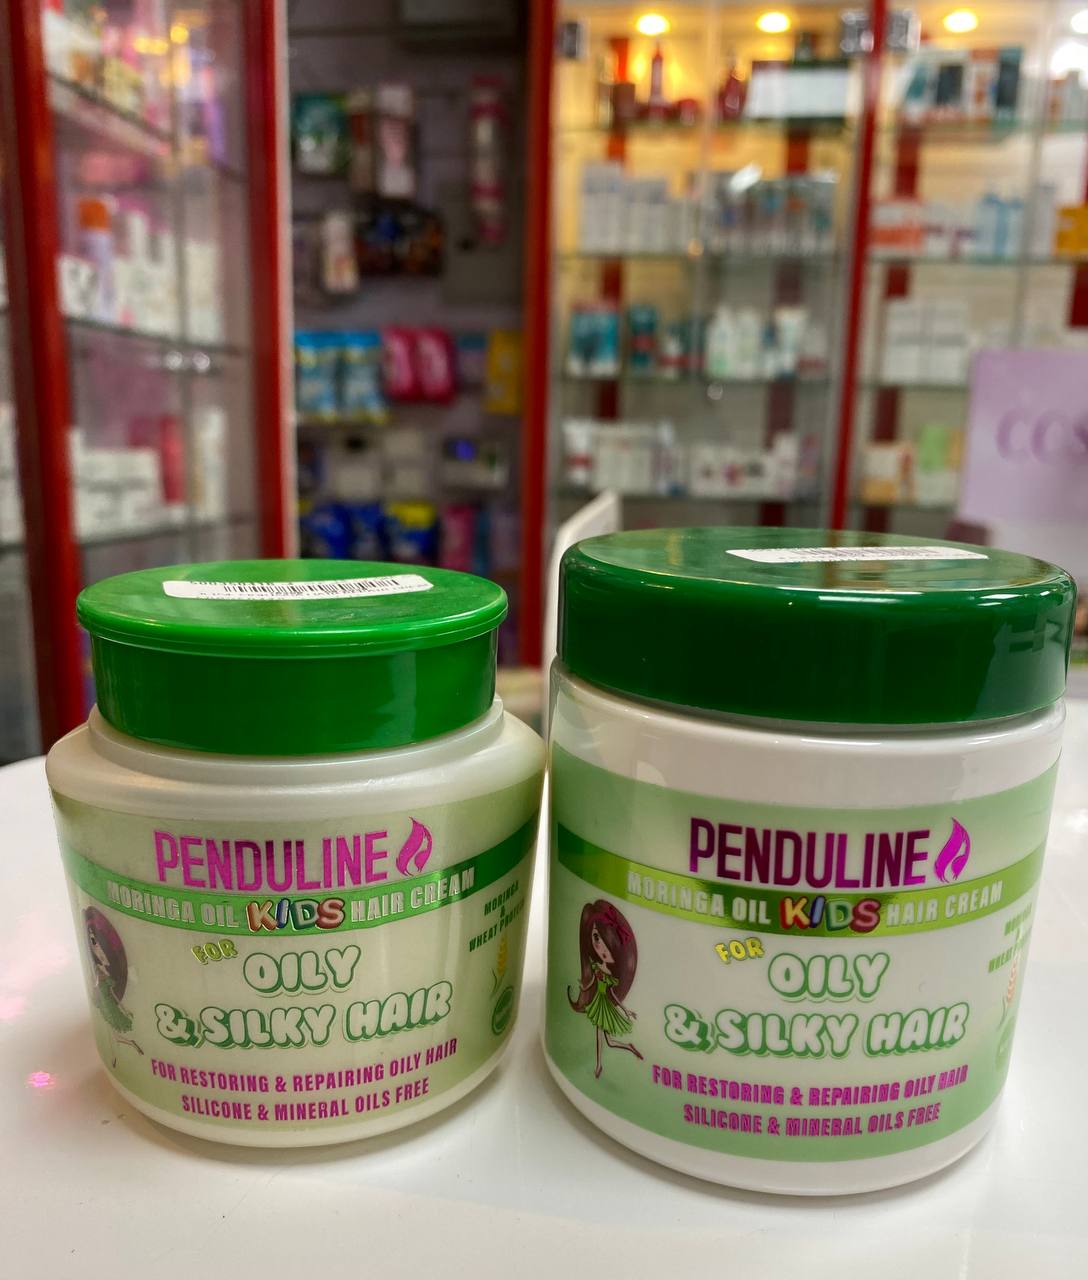 PENDULINE
MORINGA OIL KIDS HAIR CREAM
MORINGA
&
WHEAT PROTEIN
FOR
OILY
& SILKY HAIR
FOR RESTORING & REPAIRING OILY HAIR
SILICONE & MINERAL OILS FREE
PENDULINE
MORINGA OIL KIDS HAIR CREAM
FOR
OILY
& SILKY HAIR
FOR RESTORING & REPAIRING OILY HAIR
SILICONE & MINERAL OILS FREE